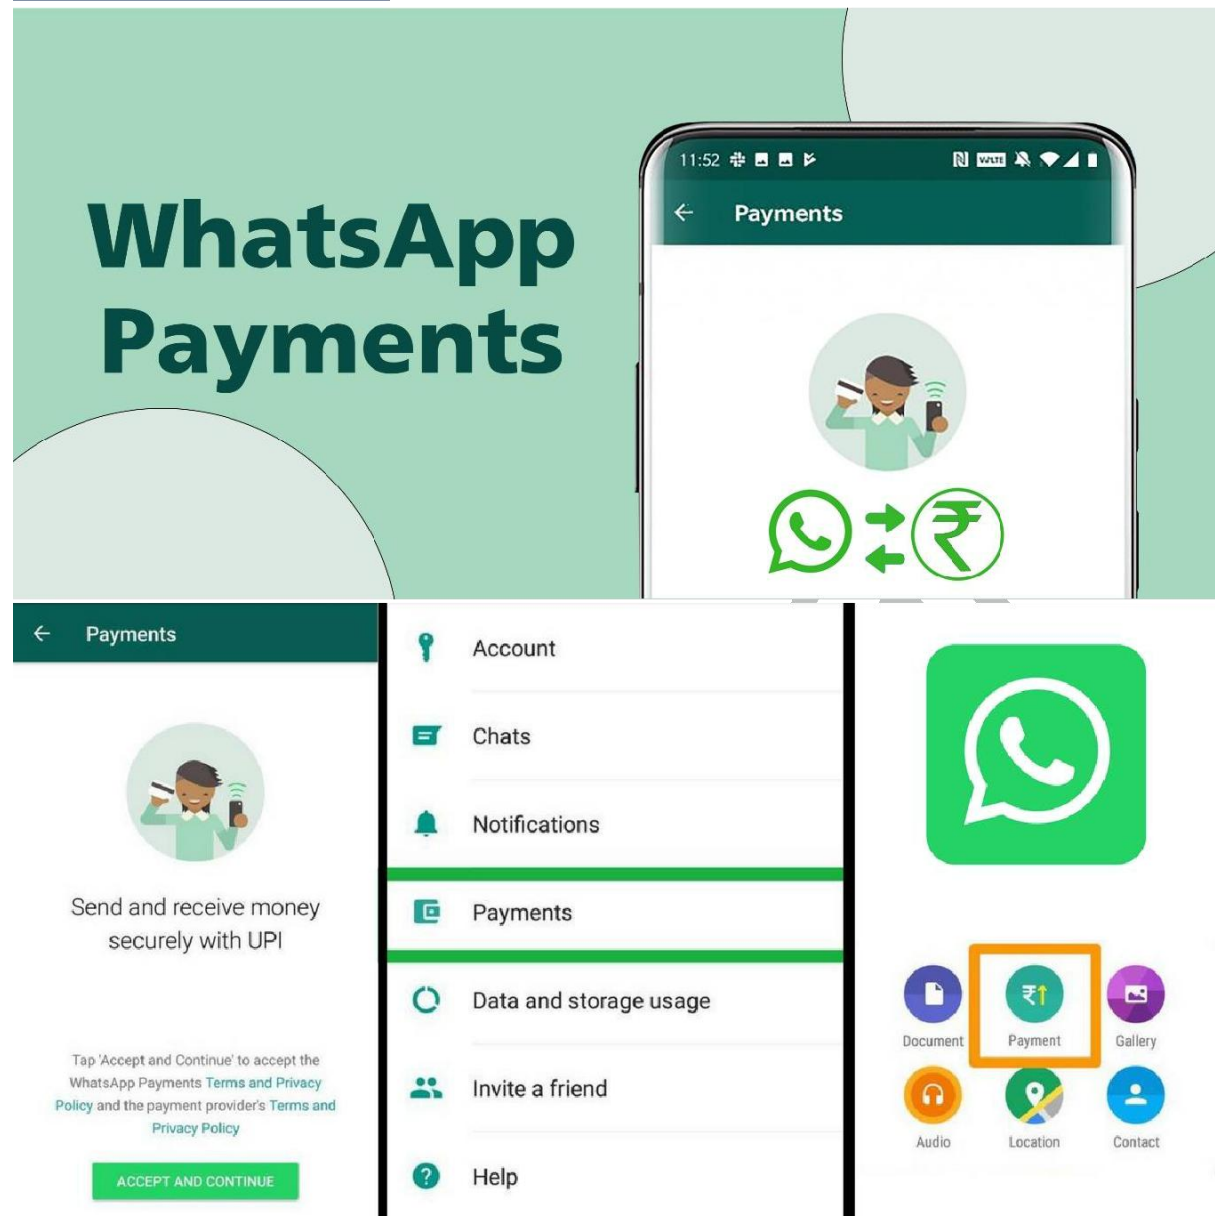 WhatsApp
Payments
11:52
VoLTE
Payments
₹
Payments
Send and receive money
securely with UPI
Tap 'Accept and Continue' to accept the
WhatsApp Payments Terms and Privacy
Policy and the payment provider's Terms and
Privacy Policy
ACCEPT AND CONTINUE
Account
Chats
Notifications
Payments
Data and storage usage
Invite a friend
Help
₹
Document
Payment
Gallery
Audio
Location
Contact